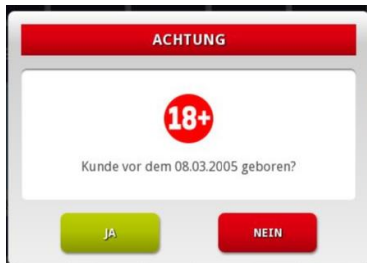 ACHTUNG
18+
Kunde vor dem 08.03.2005 geboren?
JA
NEIN